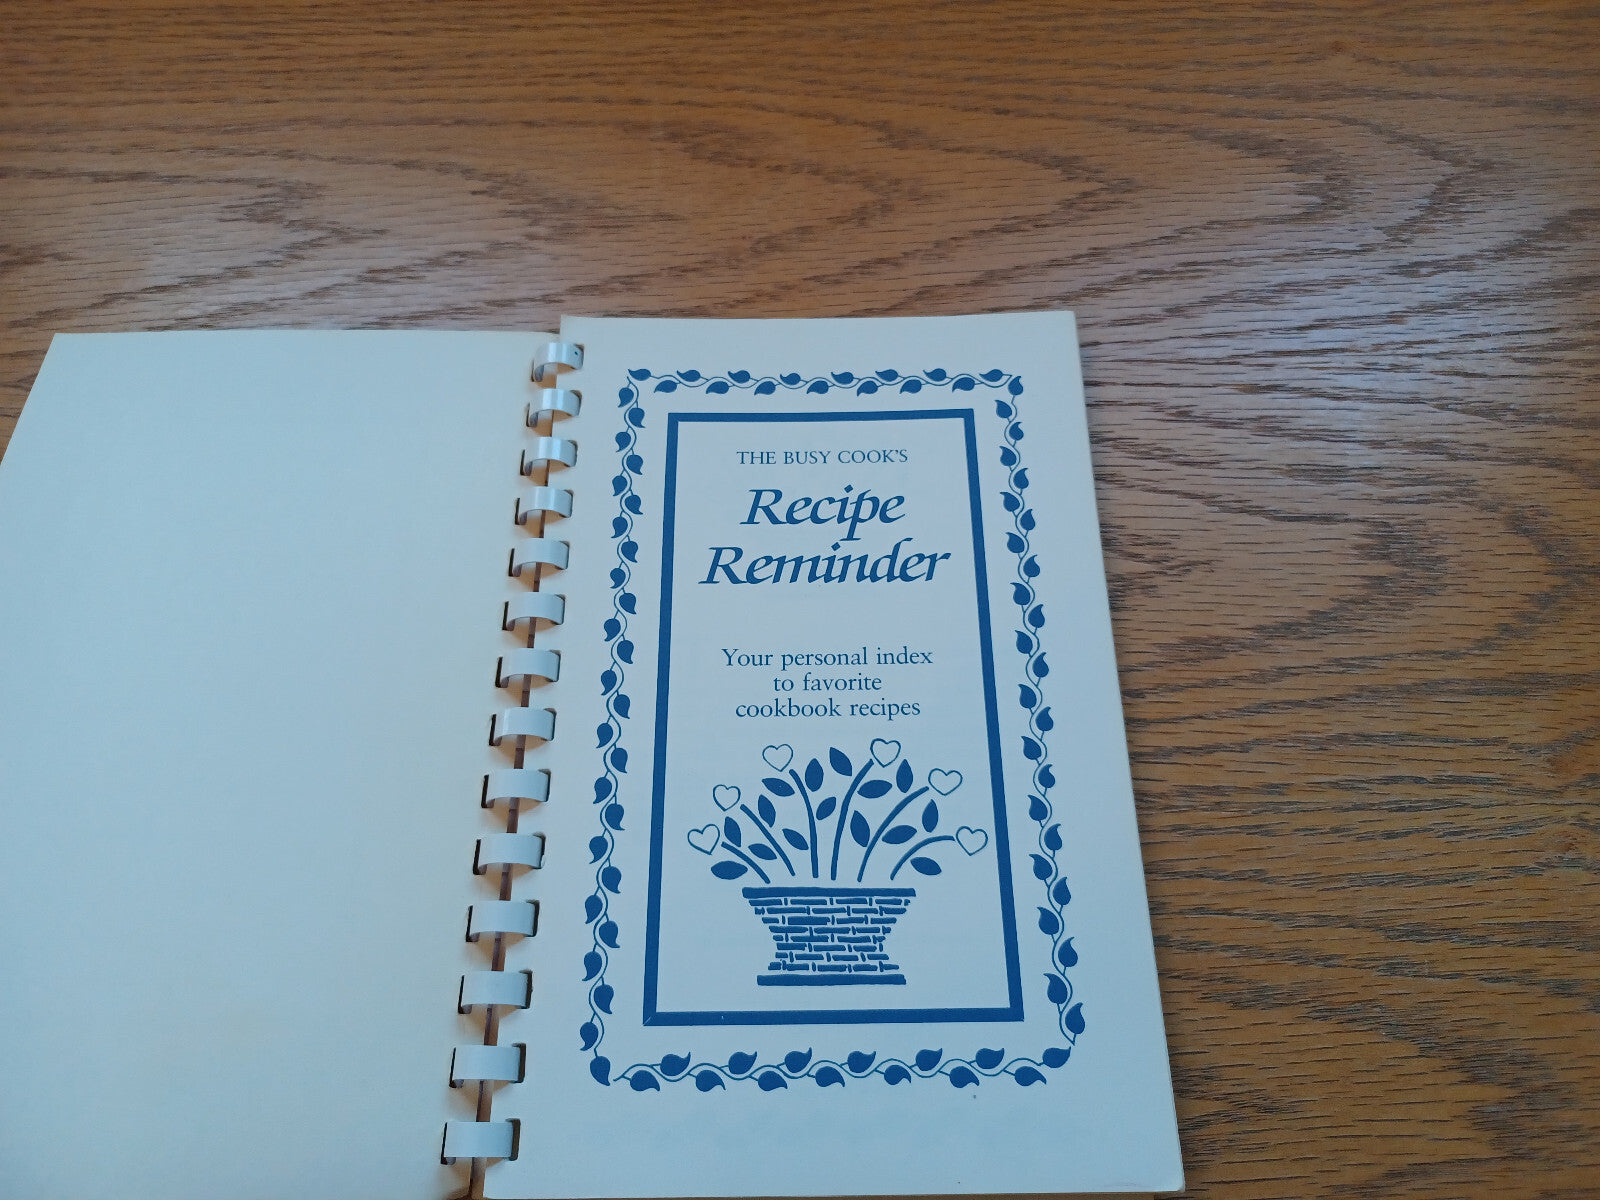 THE BUSY COOK'S
Recipe
Reminder
Your personal index
to favorite
cookbook recipes